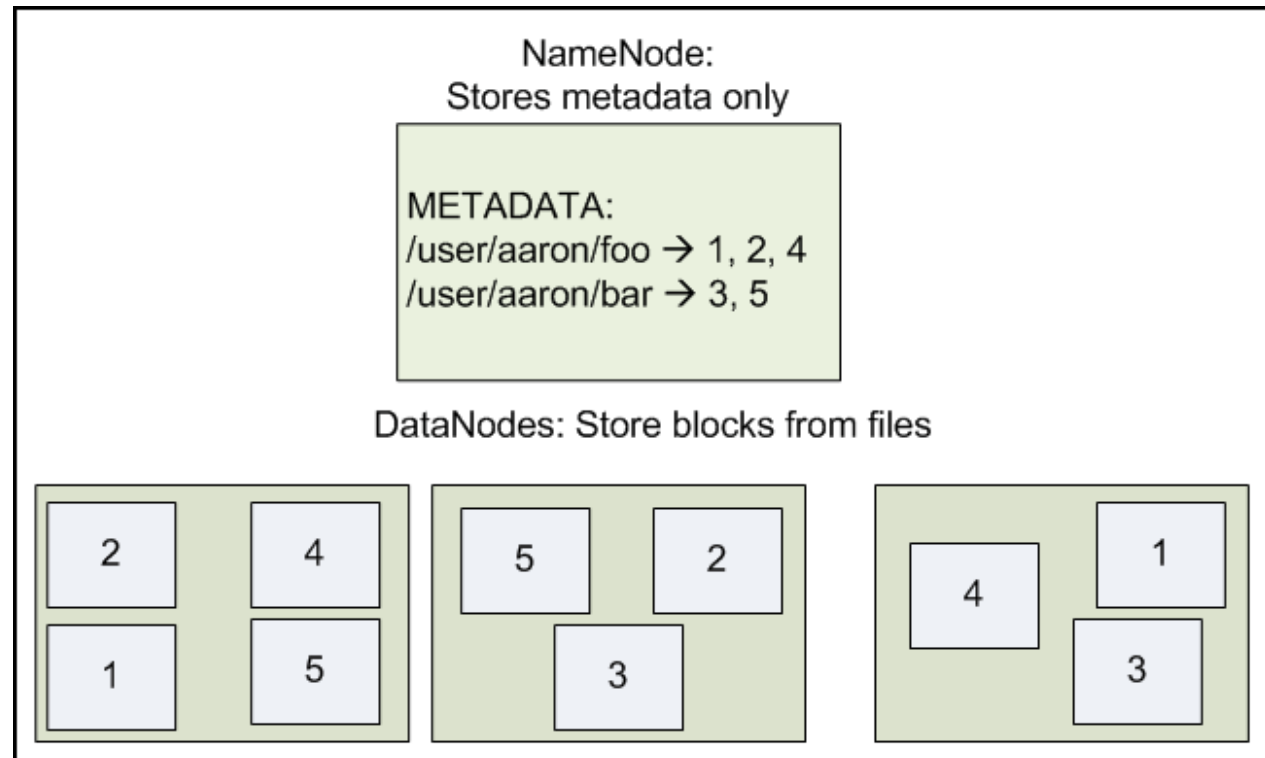 NameNode:
Stores metadata only
METADATA:
/user/aaron/foo → 1, 2, 4
/user/aaron/bar → 3, 5
DataNodes: Store blocks from files
2
4
1
5
5
2
3
4
1
3